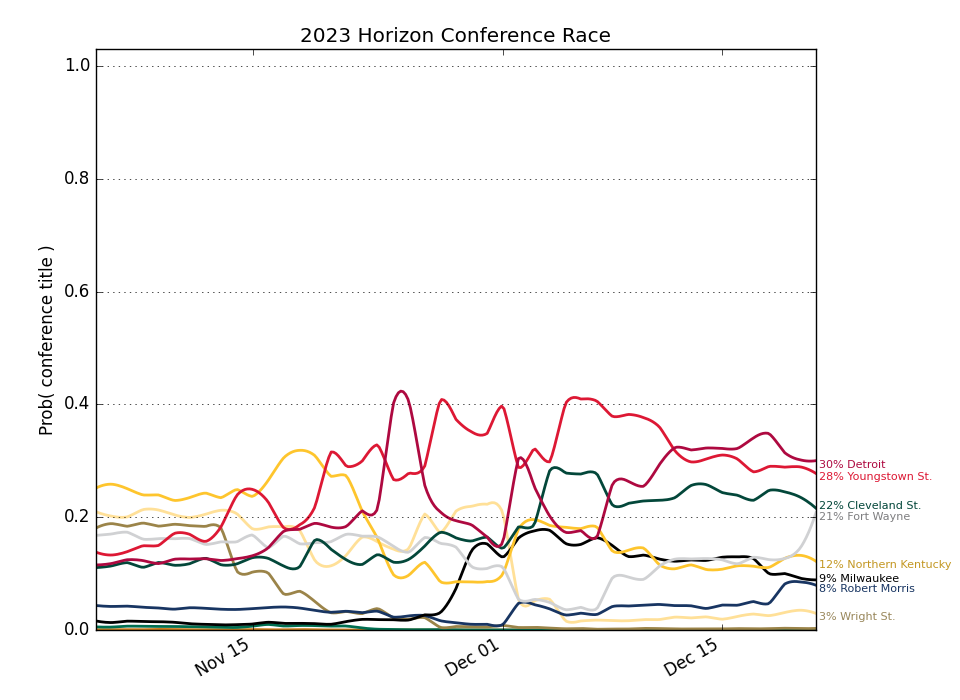 2023 Horizon Conference Race
Prob( conference title )
1.0
0.8
0.6
0.4
0.2
0.0
Nov 15
Dec 01
Dec 15
30% Detroit
28% Youngstown St.
22% Cleveland St.
21% Fort Wayne
12% Northern Kentucky
9% Milwaukee
8% Robert Morris
3% Wright St.